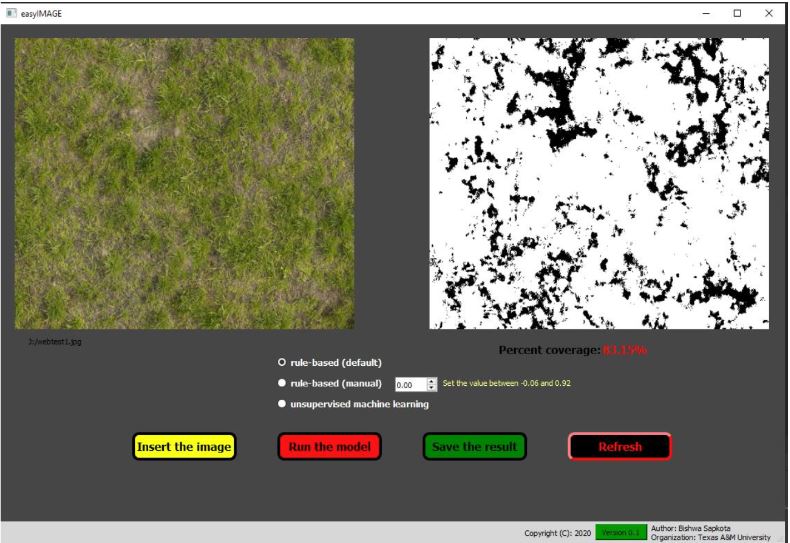 easyIMAGE
J:/webtest1.jpg
Percent coverage: 83.15%
rule-based (default)
rule-based (manual) 0.00 Set the value between -0.06 and 0.92
unsupervised machine learning
Insert the image Run the model Save the result Refresh
Copyright (C): 2020 Version 0.1 Author: Bishwa Sapkota
Organization: Texas A&M University